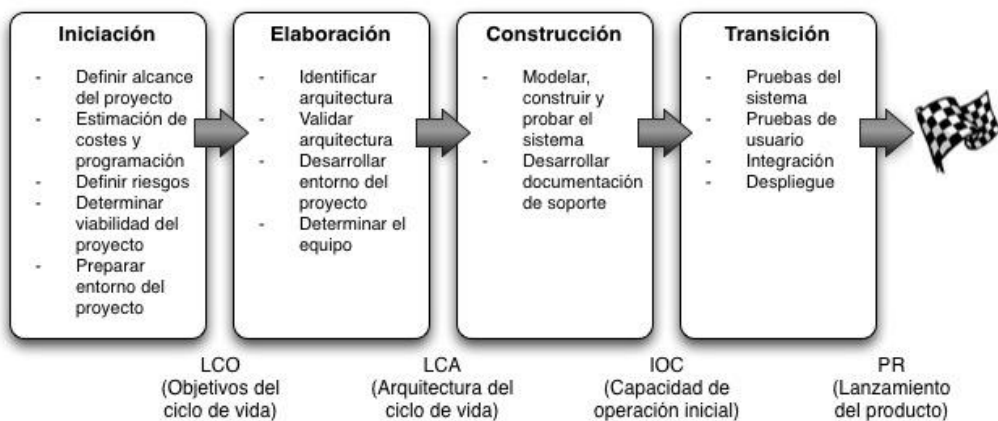 Iniciación
- Definir alcance
del proyecto
- Estimación de
costes y
programación
- Definir riesgos
- Determinar
viabilidad del
proyecto
- Preparar
entorno del
proyecto
Elaboración
- Identificar
arquitectura
- Validar
arquitectura
- Desarrollar
entorno del
proyecto
- Determinar el
equipo
Construcción
- Modelar,
construir y
probar el
sistema
- Desarrollar
documentación
de soporte
Transición
- Pruebas del
sistema
- Pruebas de
usuario
- Integración
- Despliegue
LCO
(Objetivos del
ciclo de vida)
LCA
(Arquitectura del
ciclo de vida)
IOC
(Capacidad de
operación inicial)
PR
(Lanzamiento
del producto)